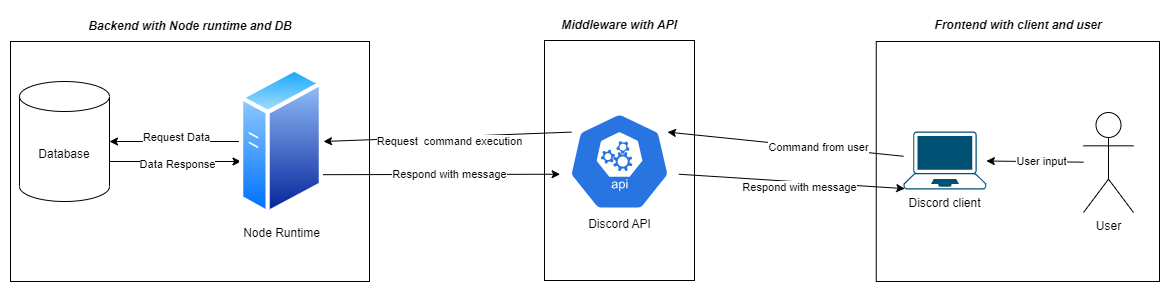 Backend with Node runtime and DB
Middleware with API
Frontend with client and user
Database
Request Data
Data Response
Node Runtime
Request command execution
Respond with message
api
Discord API
Command from user
Respond with message
Discord client
User input
User